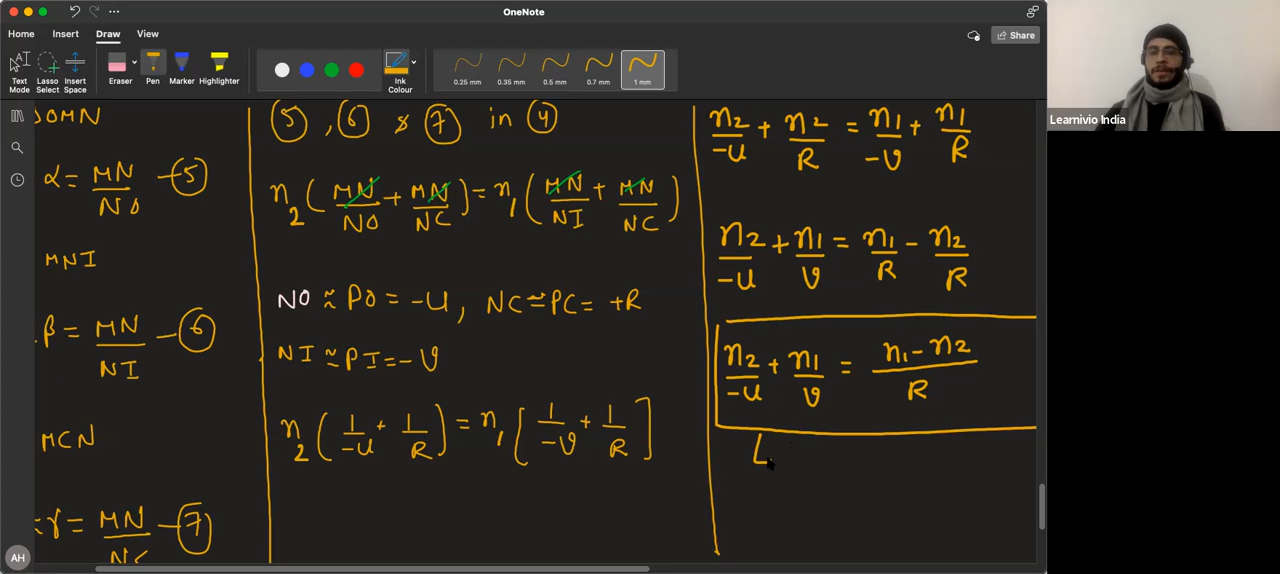 OneNote
Home Insert Draw View
Share
Text Mode
Lasso Select
Insert Space
Eraser
Pen
Marker
Highlighter
Ink Colour
0.25 mm
0.35 mm
0.5 mm
0.7 mm
1 mm
Learnivio India
AH
α = MN/NO —⑤
MNI
β = MN/NI —⑥
MCN
γ = MN/NC —⑦
⑤ , ⑥ & ⑦ in ④
n₂ ( MN/NO + MN/NC ) = n₁ ( MN/NI + MN/NC )
NO ≈ PO = -u , NC ≈ PC = +R
NI ≈ PI = -v
n₂ ( 1/-u + 1/R ) = n₁ [ 1/-v + 1/R ]
n₂/-u + n₂/R = n₁/-v + n₁/R
n₂/-u + n₁/v = n₁/R - n₂/R
n₂/-u + n₁/v = n₁ - n₂/R